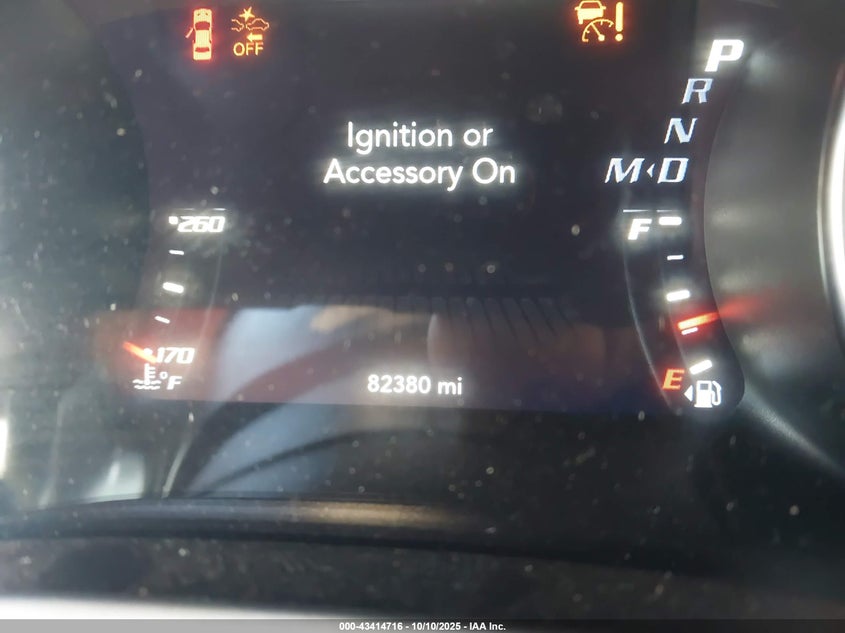 OFF
!
P
R
N
M D
Ignition or
Accessory On
260
F
170
°F
82380 mi
E
000-43414716 - 10/10/2025 - IAA Inc.